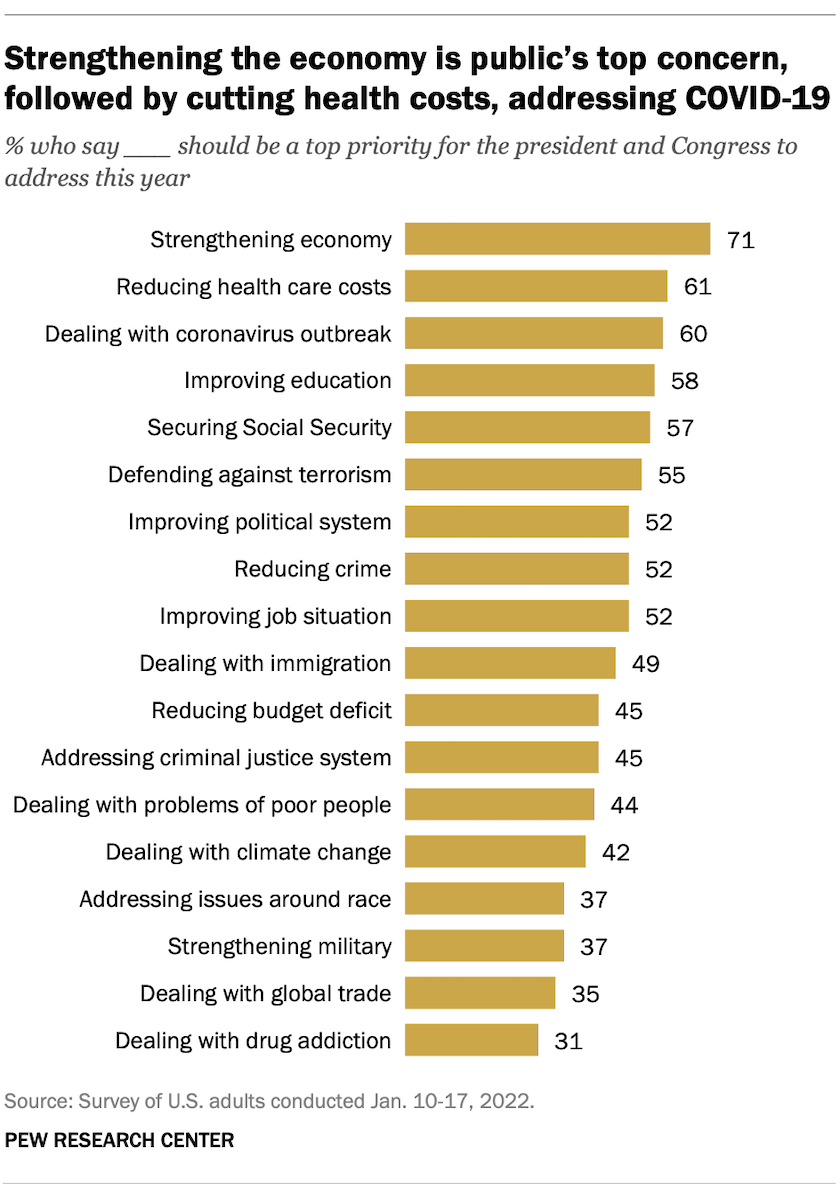 Strengthening the economy is public’s top concern,
followed by cutting health costs, addressing COVID-19
% who say ___ should be a top priority for the president and Congress to
address this year
Strengthening economy 71
Reducing health care costs 61
Dealing with coronavirus outbreak 60
Improving education 58
Securing Social Security 57
Defending against terrorism 55
Improving political system 52
Reducing crime 52
Improving job situation 52
Dealing with immigration 49
Reducing budget deficit 45
Addressing criminal justice system 45
Dealing with problems of poor people 44
Dealing with climate change 42
Addressing issues around race 37
Strengthening military 37
Dealing with global trade 35
Dealing with drug addiction 31
Source: Survey of U.S. adults conducted Jan. 10-17, 2022.
PEW RESEARCH CENTER